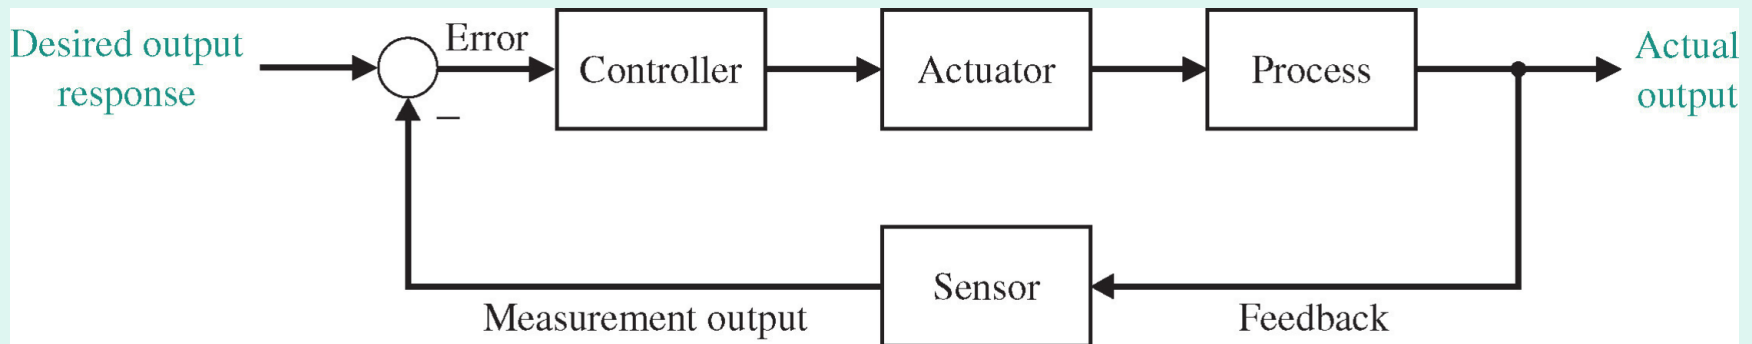 Desired output
response
Error
–
Controller
Actuator
Process
Actual
output
Sensor
Measurement output
Feedback